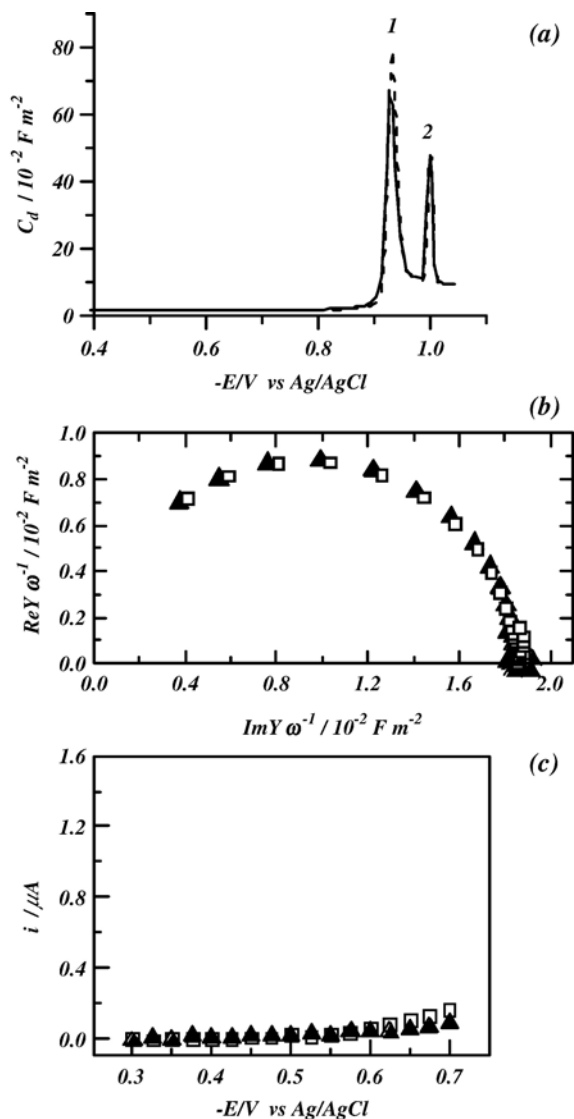 (a)
1
2
80
60
40
20
0
C_d / 10⁻² F m⁻²
0.4 0.6 0.8 1.0
-E/V vs Ag/AgCl
(b)
1.0
0.8
0.6
0.4
0.2
0.0
ReY ω⁻¹ / 10⁻² F m⁻²
0.0 0.4 0.8 1.2 1.6 2.0
ImY ω⁻¹ / 10⁻² F m⁻²
(c)
1.6
1.2
0.8
0.4
0.0
i /μA
0.3 0.4 0.5 0.6 0.7
-E/V vs Ag/AgCl